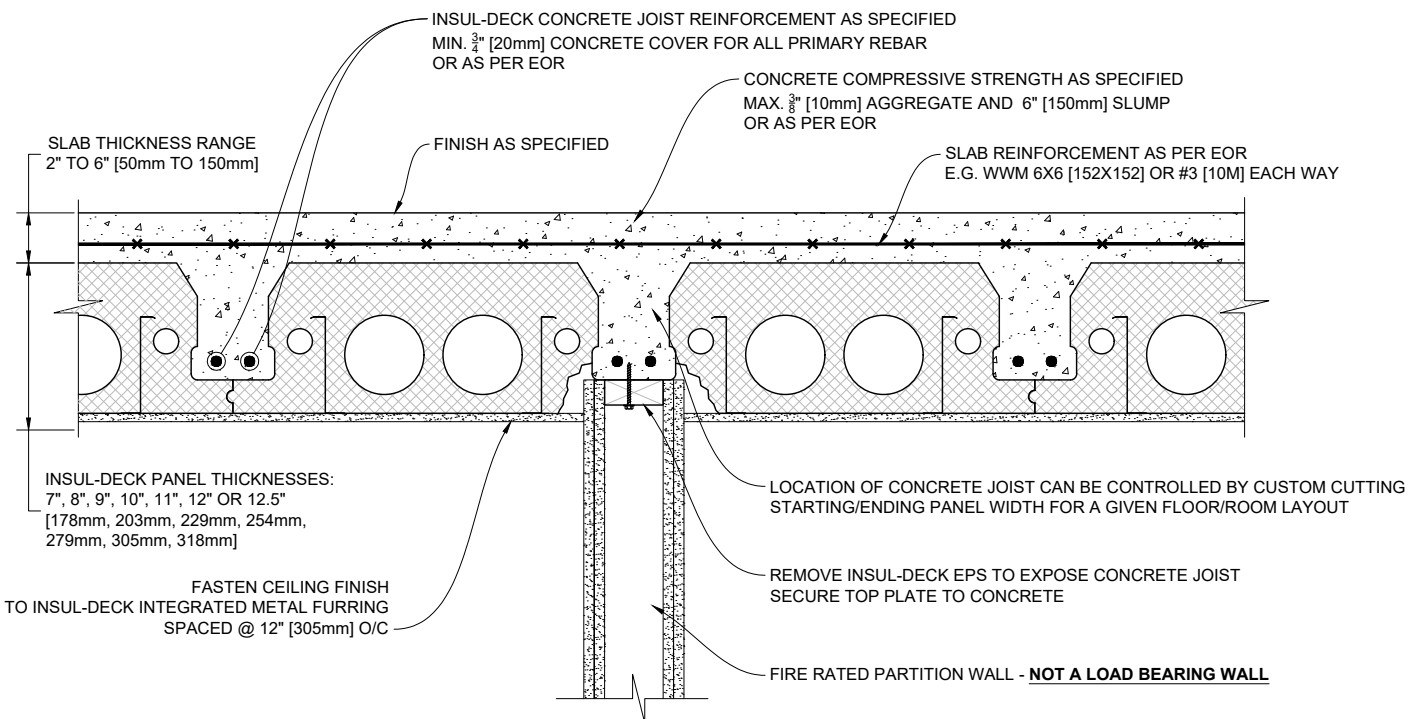 INSUL-DECK CONCRETE JOIST REINFORCEMENT AS SPECIFIED
MIN. 3/4" [20mm] CONCRETE COVER FOR ALL PRIMARY REBAR
OR AS PER EOR
CONCRETE COMPRESSIVE STRENGTH AS SPECIFIED
MAX. 3/8" [10mm] AGGREGATE AND 6" [150mm] SLUMP
OR AS PER EOR
SLAB THICKNESS RANGE
2" TO 6" [50mm TO 150mm]
FINISH AS SPECIFIED
SLAB REINFORCEMENT AS PER EOR
E.G. WWM 6X6 [152X152] OR #3 [10M] EACH WAY
INSUL-DECK PANEL THICKNESSES:
7", 8", 9", 10", 11", 12" OR 12.5"
[178mm, 203mm, 229mm, 254mm,
279mm, 305mm, 318mm]
LOCATION OF CONCRETE JOIST CAN BE CONTROLLED BY CUSTOM CUTTING
STARTING/ENDING PANEL WIDTH FOR A GIVEN FLOOR/ROOM LAYOUT
FASTEN CEILING FINISH
TO INSUL-DECK INTEGRATED METAL FURRING
SPACED @ 12" [305mm] O/C
REMOVE INSUL-DECK EPS TO EXPOSE CONCRETE JOIST
SECURE TOP PLATE TO CONCRETE
FIRE RATED PARTITION WALL - NOT A LOAD BEARING WALL